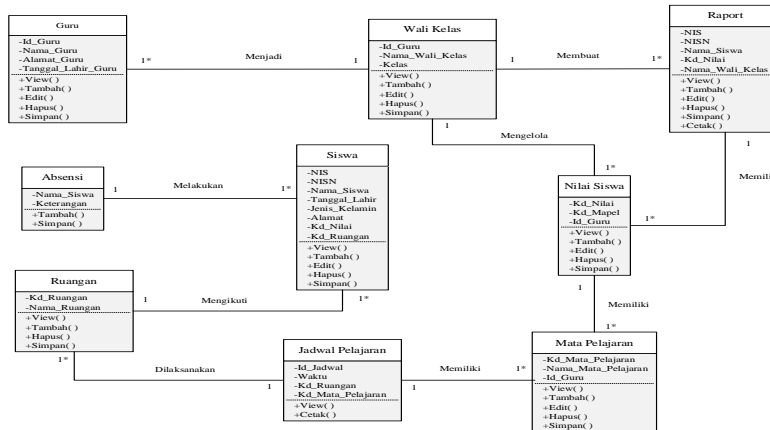 Guru
-Id_Guru
-Nama_Guru
-Alamat_Guru
-Tanggal_Lahir_Guru
+View( )
+Tambah( )
+Edit( )
+Hapus( )
+Simpan( )
1*
Menjadi
1
Wali Kelas
-Id_Guru
-Nama_Wali_Kelas
-Kelas
+View( )
+Tambah( )
+Edit( )
+Hapus( )
+Simpan( )
1
Membuat
1*
Raport
-NIS
-NISN
-Nama_Siswa
-Kd_Nilai
-Nama_Wali_Kelas
+View( )
+Tambah( )
+Edit( )
+Hapus( )
+Simpan( )
+Cetak( )
1
Mengelola
1*
1
Memili
1*
Absensi
-Nama_Siswa
-Keterangan
+Tambah( )
+Simpan( )
1
Melakukan
1*
Siswa
-NIS
-NISN
-Nama_Siswa
-Tanggal_Lahir
-Jenis_Kelamin
-Alamat
-Kd_Nilai
-Kd_Ruangan
+View( )
+Tambah( )
+Edit( )
+Hapus( )
+Simpan( )
1*
Nilai Siswa
-Kd_Nilai
-Kd_Mapel
-Id_Guru
+View( )
+Tambah( )
+Edit( )
+Hapus( )
+Simpan( )
1
Memiliki
1*
Ruangan
-Kd_Ruangan
-Nama_Ruangan
+View( )
+Tambah( )
+Hapus( )
+Simpan( )
1
Mengikuti
1*
Dilaksanakan
1
Jadwal Pelajaran
-Id_Jadwal
-Waktu
-Kd_Ruangan
-Kd_Mata_Pelajaran
+View( )
+Cetak( )
1
Memiliki
1*
Mata Pelajaran
-Kd_Mata_Pelajaran
-Nama_Mata_Pelajaran
-Id_Guru
+View( )
+Tambah( )
+Edit( )
+Hapus( )
+Simpan( )